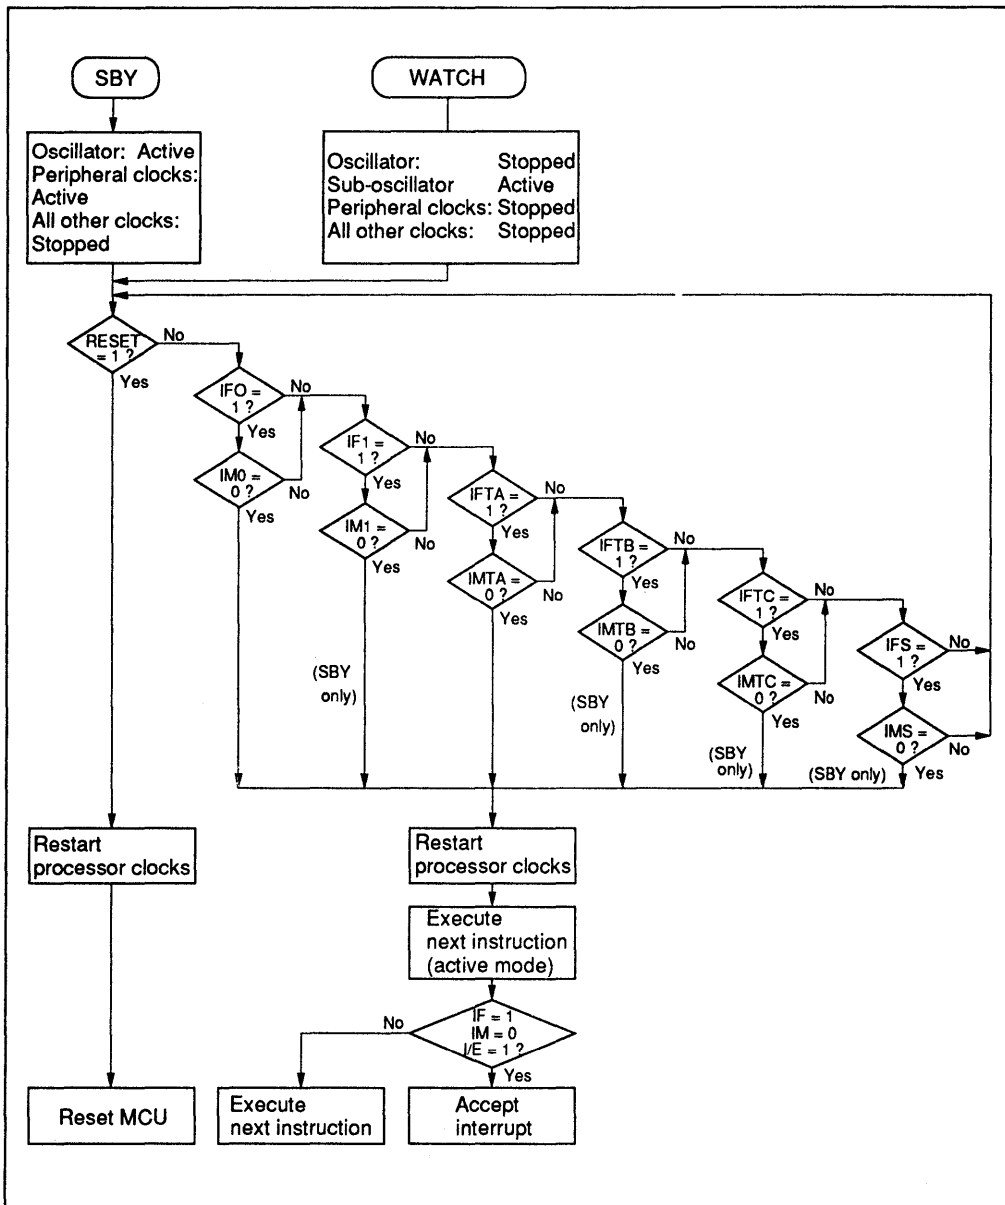 SBY
WATCH
Oscillator: Active
Peripheral clocks:
Active
All other clocks:
Stopped
Oscillator: Stopped
Sub-oscillator Active
Peripheral clocks: Stopped
All other clocks: Stopped
RESET
= 1 ?
No
Yes
IFO =
1 ?
No
Yes
IM0 =
0 ?
No
Yes
IF1 =
1 ?
No
Yes
IM1 =
0 ?
No
Yes
(SBY
only)
IFTA =
1 ?
No
Yes
IMTA =
0 ?
No
Yes
IFTB =
1 ?
No
Yes
IMTB =
0 ?
No
Yes
(SBY
only)
IFTC =
1 ?
No
Yes
IMTC =
0 ?
No
Yes
(SBY
only)
IFS =
1 ?
No
Yes
IMS =
0 ?
No
Yes
(SBY only)
Restart
processor clocks
Restart
processor clocks
Execute
next instruction
(active mode)
IF = 1
IM = 0
I/E = 1 ?
No
Yes
Reset MCU
Execute
next instruction
Accept
interrupt